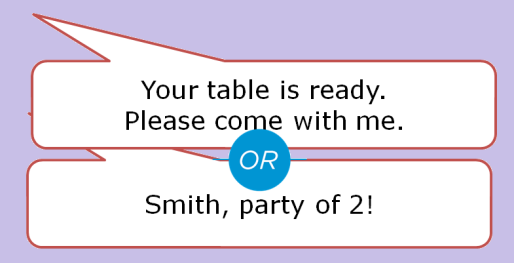 Your table is ready.
Please come with me.
OR
Smith, party of 2!